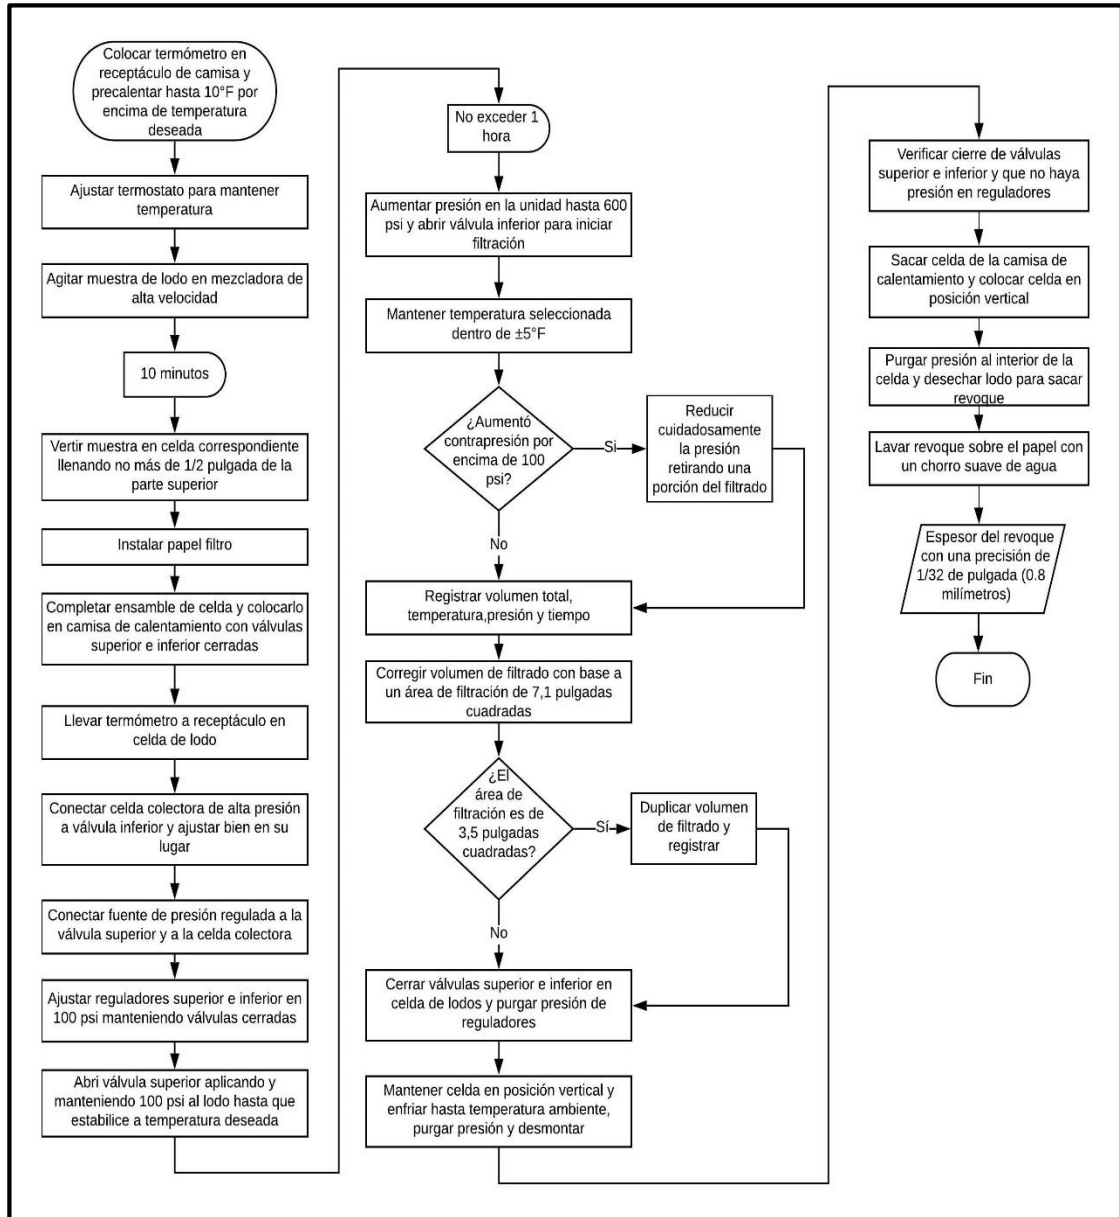 Colocar termómetro en
receptáculo de camisa y
precalentar hasta 10°F por
encima de temperatura
deseada
Ajustar termostato para mantener
temperatura
Agitar muestra de lodo en mezcladora de
alta velocidad
10 minutos
Vertir muestra en celda correspondiente
llenando no más de 1/2 pulgada de la
parte superior
Instalar papel filtro
Completar ensamble de celda y colocarlo
en camisa de calentamiento con válvulas
superior e inferior cerradas
Llevar termómetro a receptáculo en
celda de lodo
Conectar celda colectora de alta presión
a válvula inferior y ajustar bien en su
lugar
Conectar fuente de presión regulada a la
válvula superior y a la celda colectora
Ajustar reguladores superior e inferior en
100 psi manteniendo válvulas cerradas
Abri válvula superior aplicando y
manteniendo 100 psi al lodo hasta que
estabilice a temperatura deseada
No exceder 1
hora
Aumentar presión en la unidad hasta 600
psi y abrir válvula inferior para iniciar
filtración
Mantener temperatura seleccionada
dentro de ±5°F
¿Aumentó
contrapresión por
encima de 100
psi?
Si
Reducir
cuidadosamente
la presión
retirando una
porción del filtrado
No
Registrar volumen total,
temperatura,presión y tiempo
Corregir volumen de filtrado con base a
un área de filtración de 7,1 pulgadas
cuadradas
¿El
área de
filtración es de
3,5 pulgadas
cuadradas?
Sí
Duplicar volumen
de filtrado y
registrar
No
Cerrar válvulas superior e inferior en
celda de lodos y purgar presión de
reguladores
Mantener celda en posición vertical y
enfriar hasta temperatura ambiente,
purgar presión y desmontar
Verificar cierre de válvulas
superior e inferior y que no haya
presión en reguladores
Sacar celda de la camisa de
calentamiento y colocar celda en
posición vertical
Purgar presión al interior de la
celda y desechar lodo para sacar
revoque
Lavar revoque sobre el papel con
un chorro suave de agua
Espesor del revoque
con una precisión de
1/32 de pulgada (0.8
milímetros)
Fin